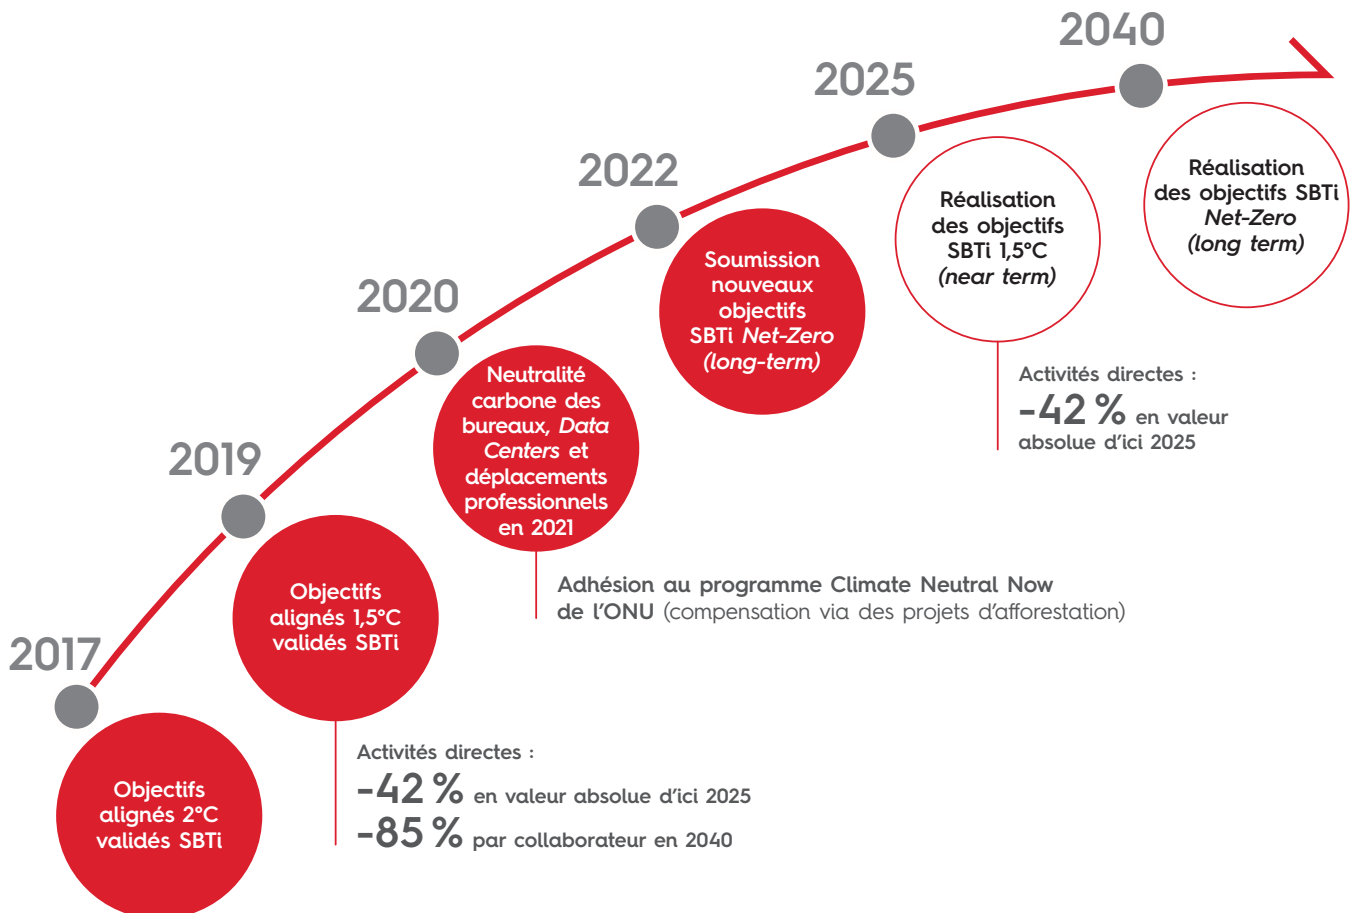 2017
Objectifs
alignés 2°C
validés SBTi
2019
Objectifs
alignés 1,5°C
validés SBTi
Activités directes :
-42 % en valeur absolue d'ici 2025
-85 % par collaborateur en 2040
2020
Neutralité
carbone des
bureaux, Data
Centers et
déplacements
professionnels
en 2021
Adhésion au programme Climate Neutral Now
de l'ONU (compensation via des projets d'afforestation)
2022
Soumission
nouveaux
objectifs
SBTi Net-Zero
(long-term)
2025
Réalisation
des objectifs
SBTi 1,5°C
(near term)
Activités directes :
-42 % en valeur
absolue d'ici 2025
2040
Réalisation
des objectifs SBTi
Net-Zero
(long term)